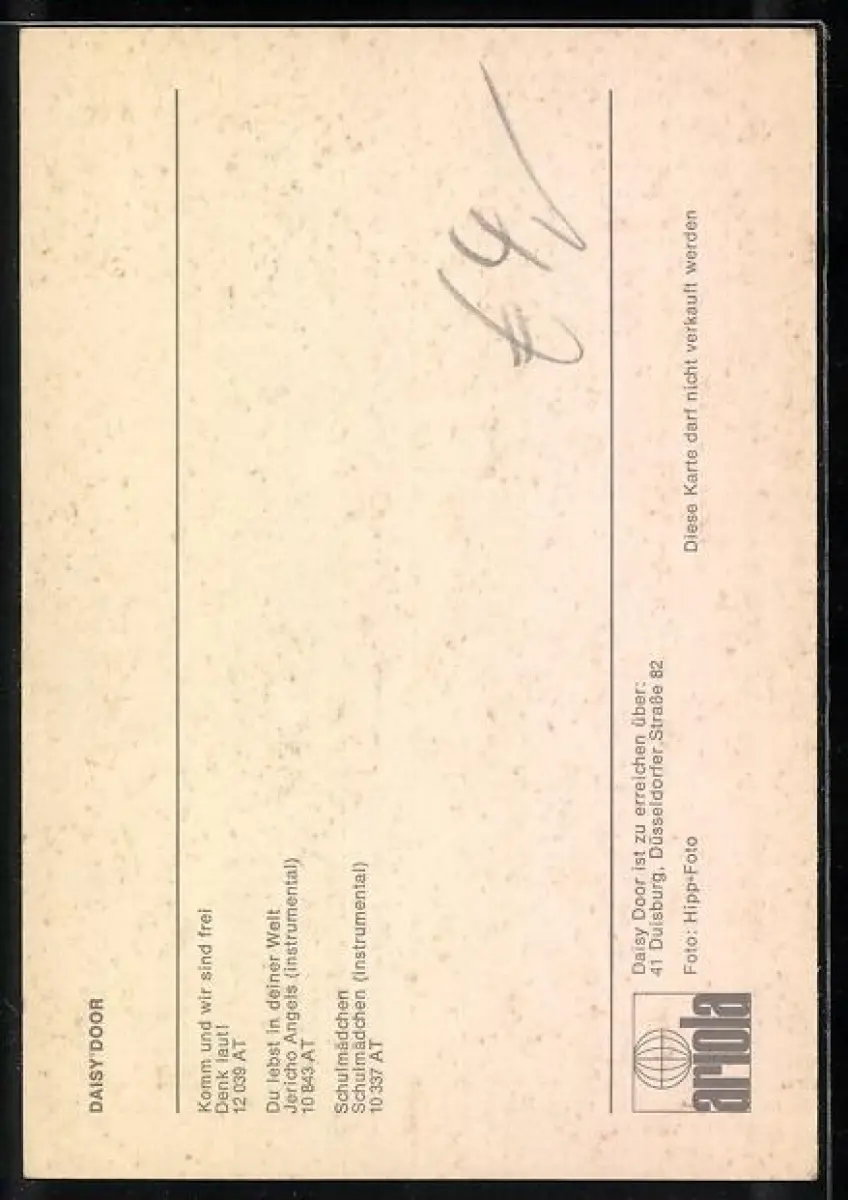 DAISY DOOR
Komm und wir sind frei
Denk laut!
12 039 AT
Du lebst in deiner Welt
Jericho Angels (instrumental)
10 843 AT
Schulmädchen
Schulmädchen (instrumental)
10 337 AT
€ 4/
Daisy Door ist zu erreichen über:
41 Duisburg, Düsseldorfer Straße 82
Foto: Hipp-Foto
Diese Karte darf nicht verkauft werden
ariola